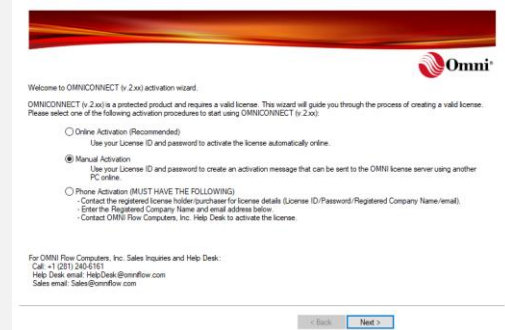 Omni
Welcome to OMNICONNECT (v.2.xx) activation wizard.
OMNICONNECT (v 2.xx) is a protected product and requires a valid license. This wizard will guide you through the process of creating a valid license.
Please select one of the following activation procedures to start using OMNICONNECT (v 2.xx):
Online Activation (Recommended)
Use your License ID and password to activate the license automatically online.
Manual Activation
Use your License ID and password to create an activation message that can be sent to the OMNI license server using another
PC online.
Phone Activation (MUST HAVE THE FOLLOWING)
- Contact the registered license holder/purchaser for license details (License ID/Password/Registered Company Name/email).
- Enter the Registered Company Name and email address below.
- Contact OMNI Flow Computers, Inc. Help Desk to activate the license.
For OMNI Flow Computers, Inc. Sales Inquiries and Help Desk:
Call: +1 (281) 240-6161
Help Desk email: HelpDesk@omniflow.com
Sales email: Sales@omniflow.com
< Back Next >